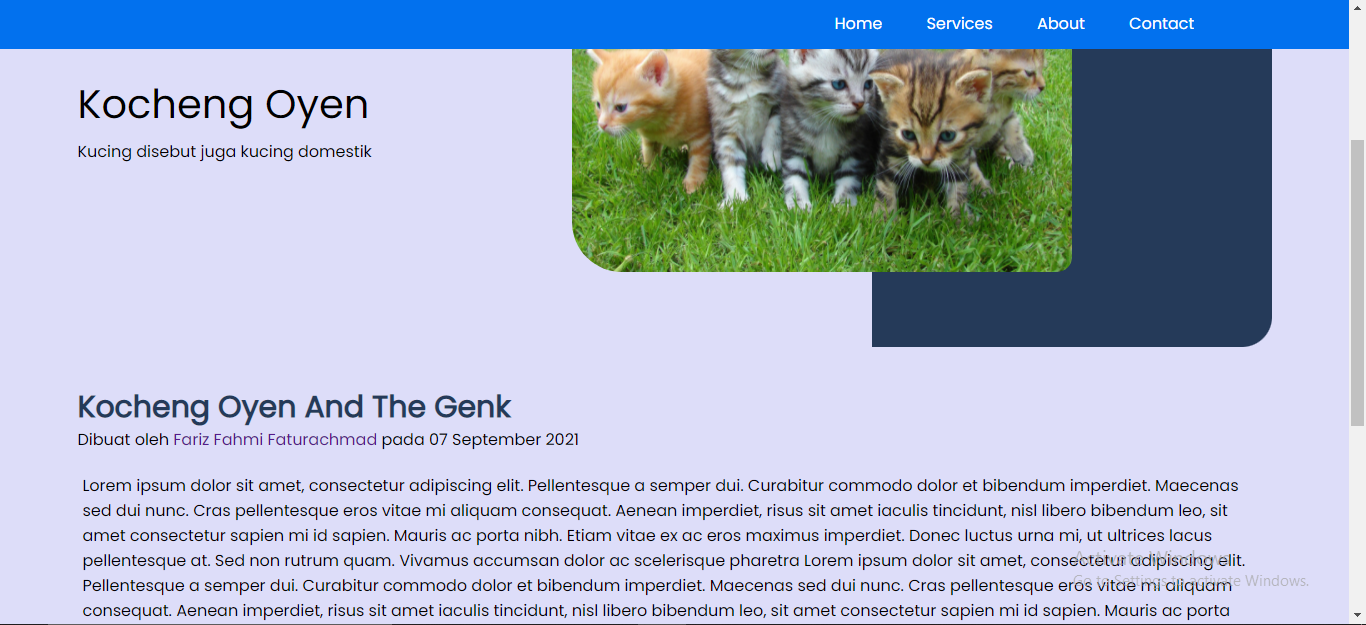 Home Services About Contact
Kocheng Oyen
Kucing disebut juga kucing domestik
Kocheng Oyen And The Genk
Dibuat oleh Fariz Fahmi Faturachmad pada 07 September 2021
Lorem ipsum dolor sit amet, consectetur adipiscing elit. Pellentesque a semper dui. Curabitur commodo dolor et bibendum imperdiet. Maecenas
sed dui nunc. Cras pellentesque eros vitae mi aliquam consequat. Aenean imperdiet, risus sit amet iaculis tincidunt, nisl libero bibendum leo, sit
amet consectetur sapien mi id sapien. Mauris ac porta nibh. Etiam vitae ex ac eros maximus imperdiet. Donec luctus urna mi, ut ultrices lacus
pellentesque at. Sed non rutrum quam. Vivamus accumsan dolor ac scelerisque pharetra Lorem ipsum dolor sit amet, consectetur adipiscing elit.
Pellentesque a semper dui. Curabitur commodo dolor et bibendum imperdiet. Maecenas sed dui nunc. Cras pellentesque eros vitae mi aliquam
consequat. Aenean imperdiet, risus sit amet iaculis tincidunt, nisl libero bibendum leo, sit amet consectetur sapien mi id sapien. Mauris ac porta
Activate Windows
Go to Settings to activate Windows.